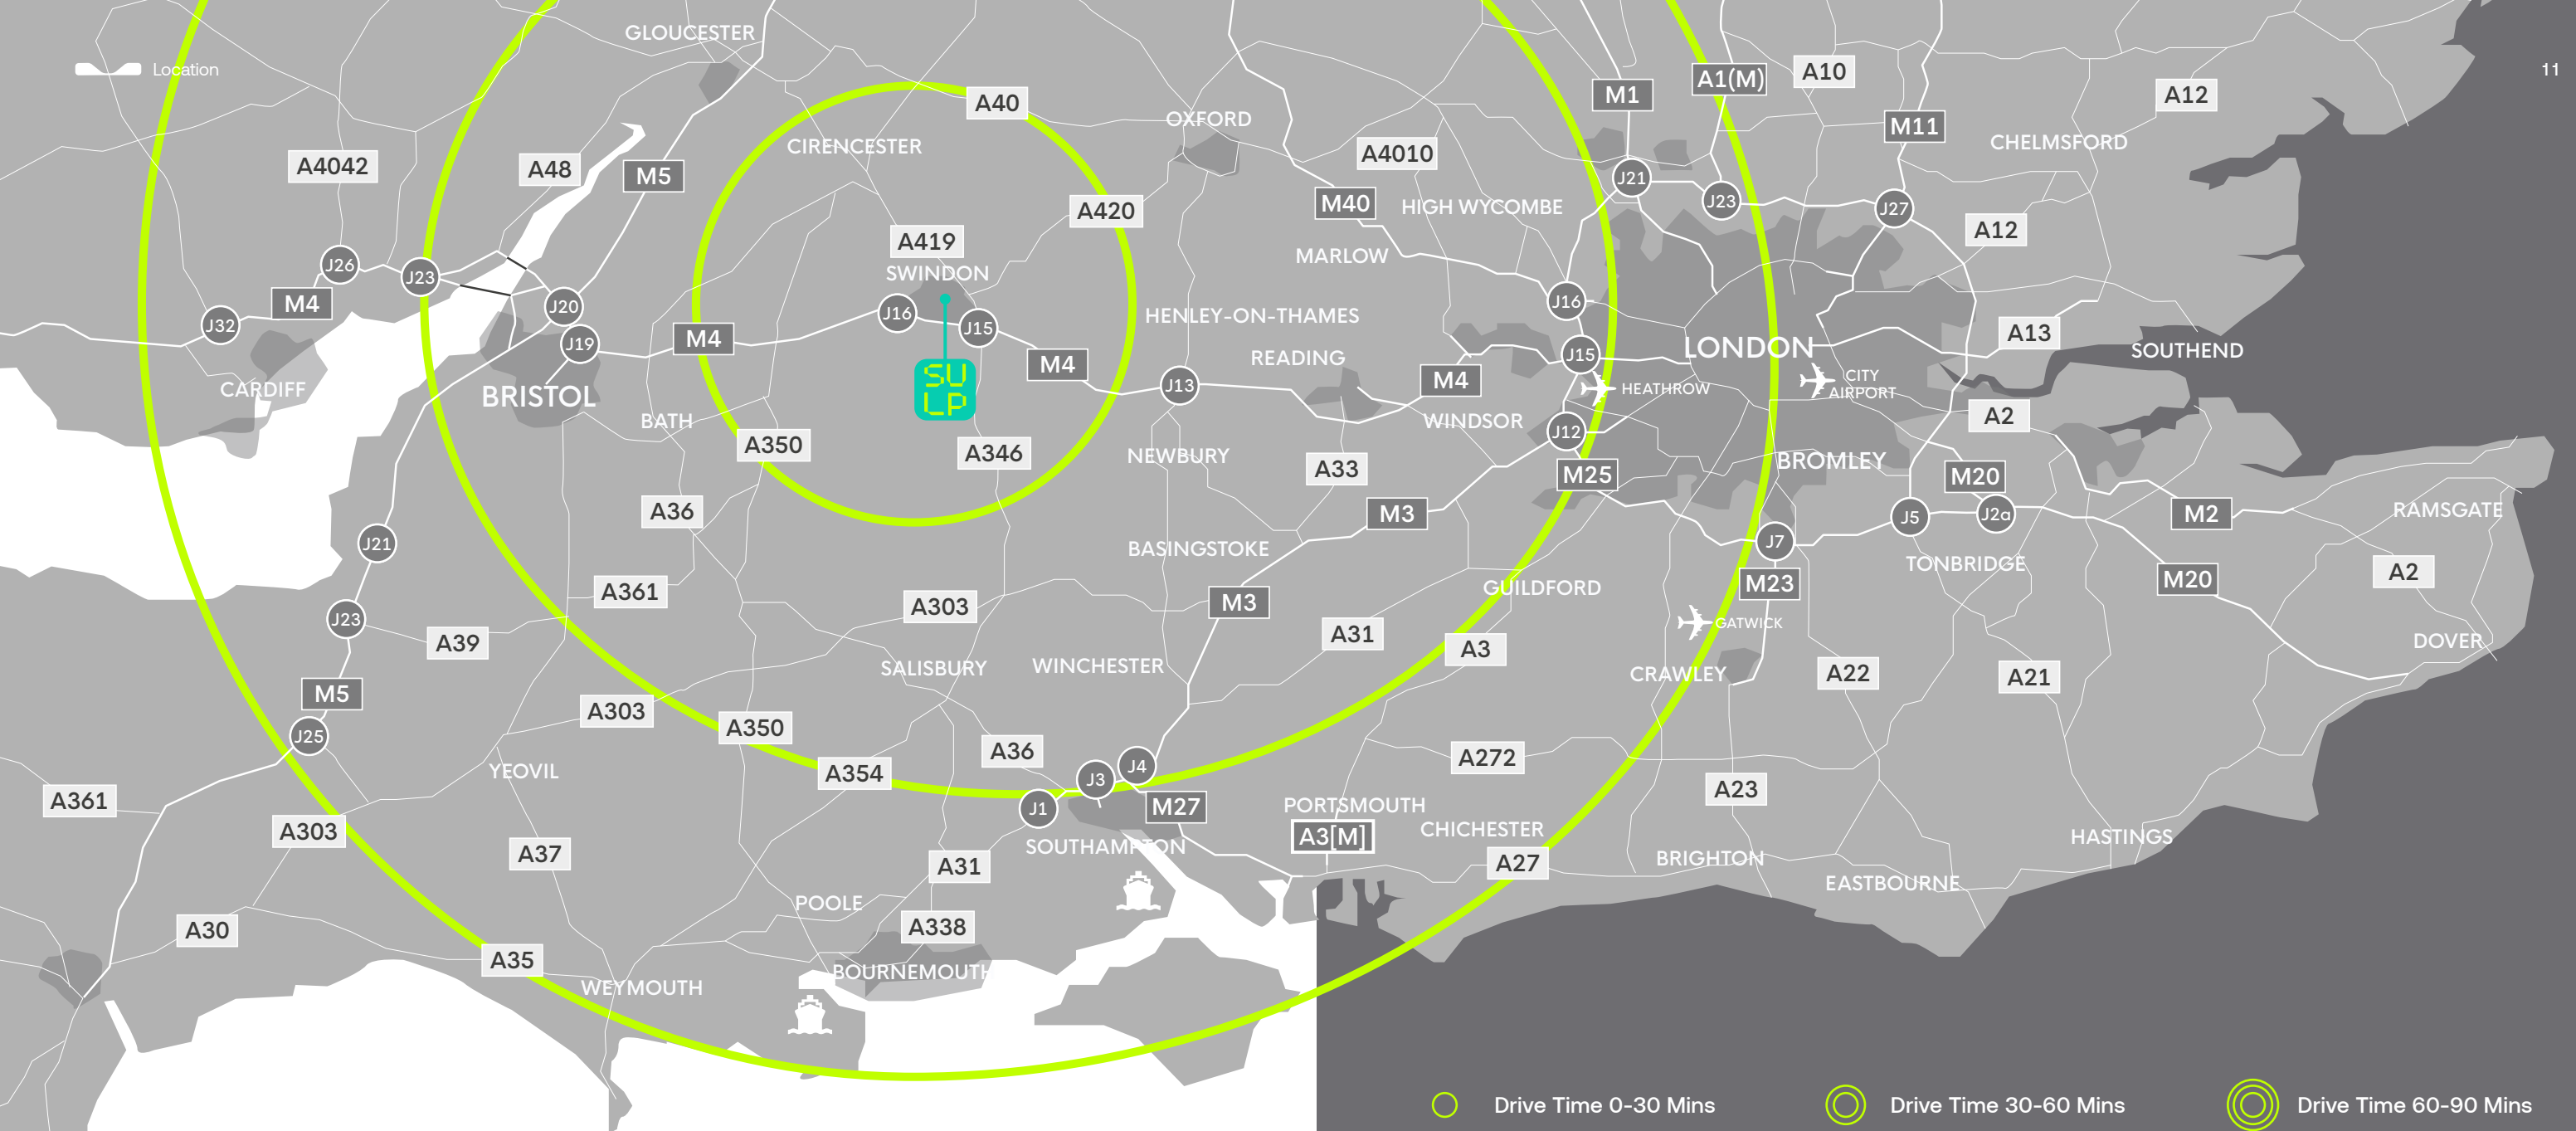 GLOUCESTER
Location
11
A40
A1(M)
A10
M1
A12
OXFORD
M11
CIRENCESTER
CHELMSFORD
A4042
A48
M5
A4010
J21
J23
M40
HIGH WYCOMBE
J27
A420
A12
A419
MARLOW
J26
J23
SWINDON
M4
J20
J16
J15
J16
HENLEY-ON-THAMES
J32
A13
M4
J19
LONDON
SOUTHEND
READING
J15
M4
SU
LP
J13
M4
HEATHROW
CITY
AIRPORT
CARDIFF
BRISTOL
BATH
WINDSOR
J12
A2
A350
A346
NEWBURY
A33
BROMLEY
M25
M20
A36
M3
J5
J2a
M2
RAMSGATE
J21
BASINGSTOKE
J7
TONBRIDGE
A361
A303
M3
GUILDFORD
M23
M20
A2
J23
A39
A31
A3
GATWICK
DOVER
SALISBURY
WINCHESTER
CRAWLEY
A22
A21
M5
A303
A350
J25
A36
A272
YEOVIL
A354
J3
J4
A361
J1
M27
PORTSMOUTH
A23
A303
A3[M]
CHICHESTER
HASTINGS
A37
SOUTHAMPTON
A31
A27
BRIGHTON
EASTBOURNE
POOLE
A30
A338
A35
BOURNEMOUTH
WEYMOUTH
Drive Time 0-30 Mins
Drive Time 30-60 Mins
Drive Time 60-90 Mins